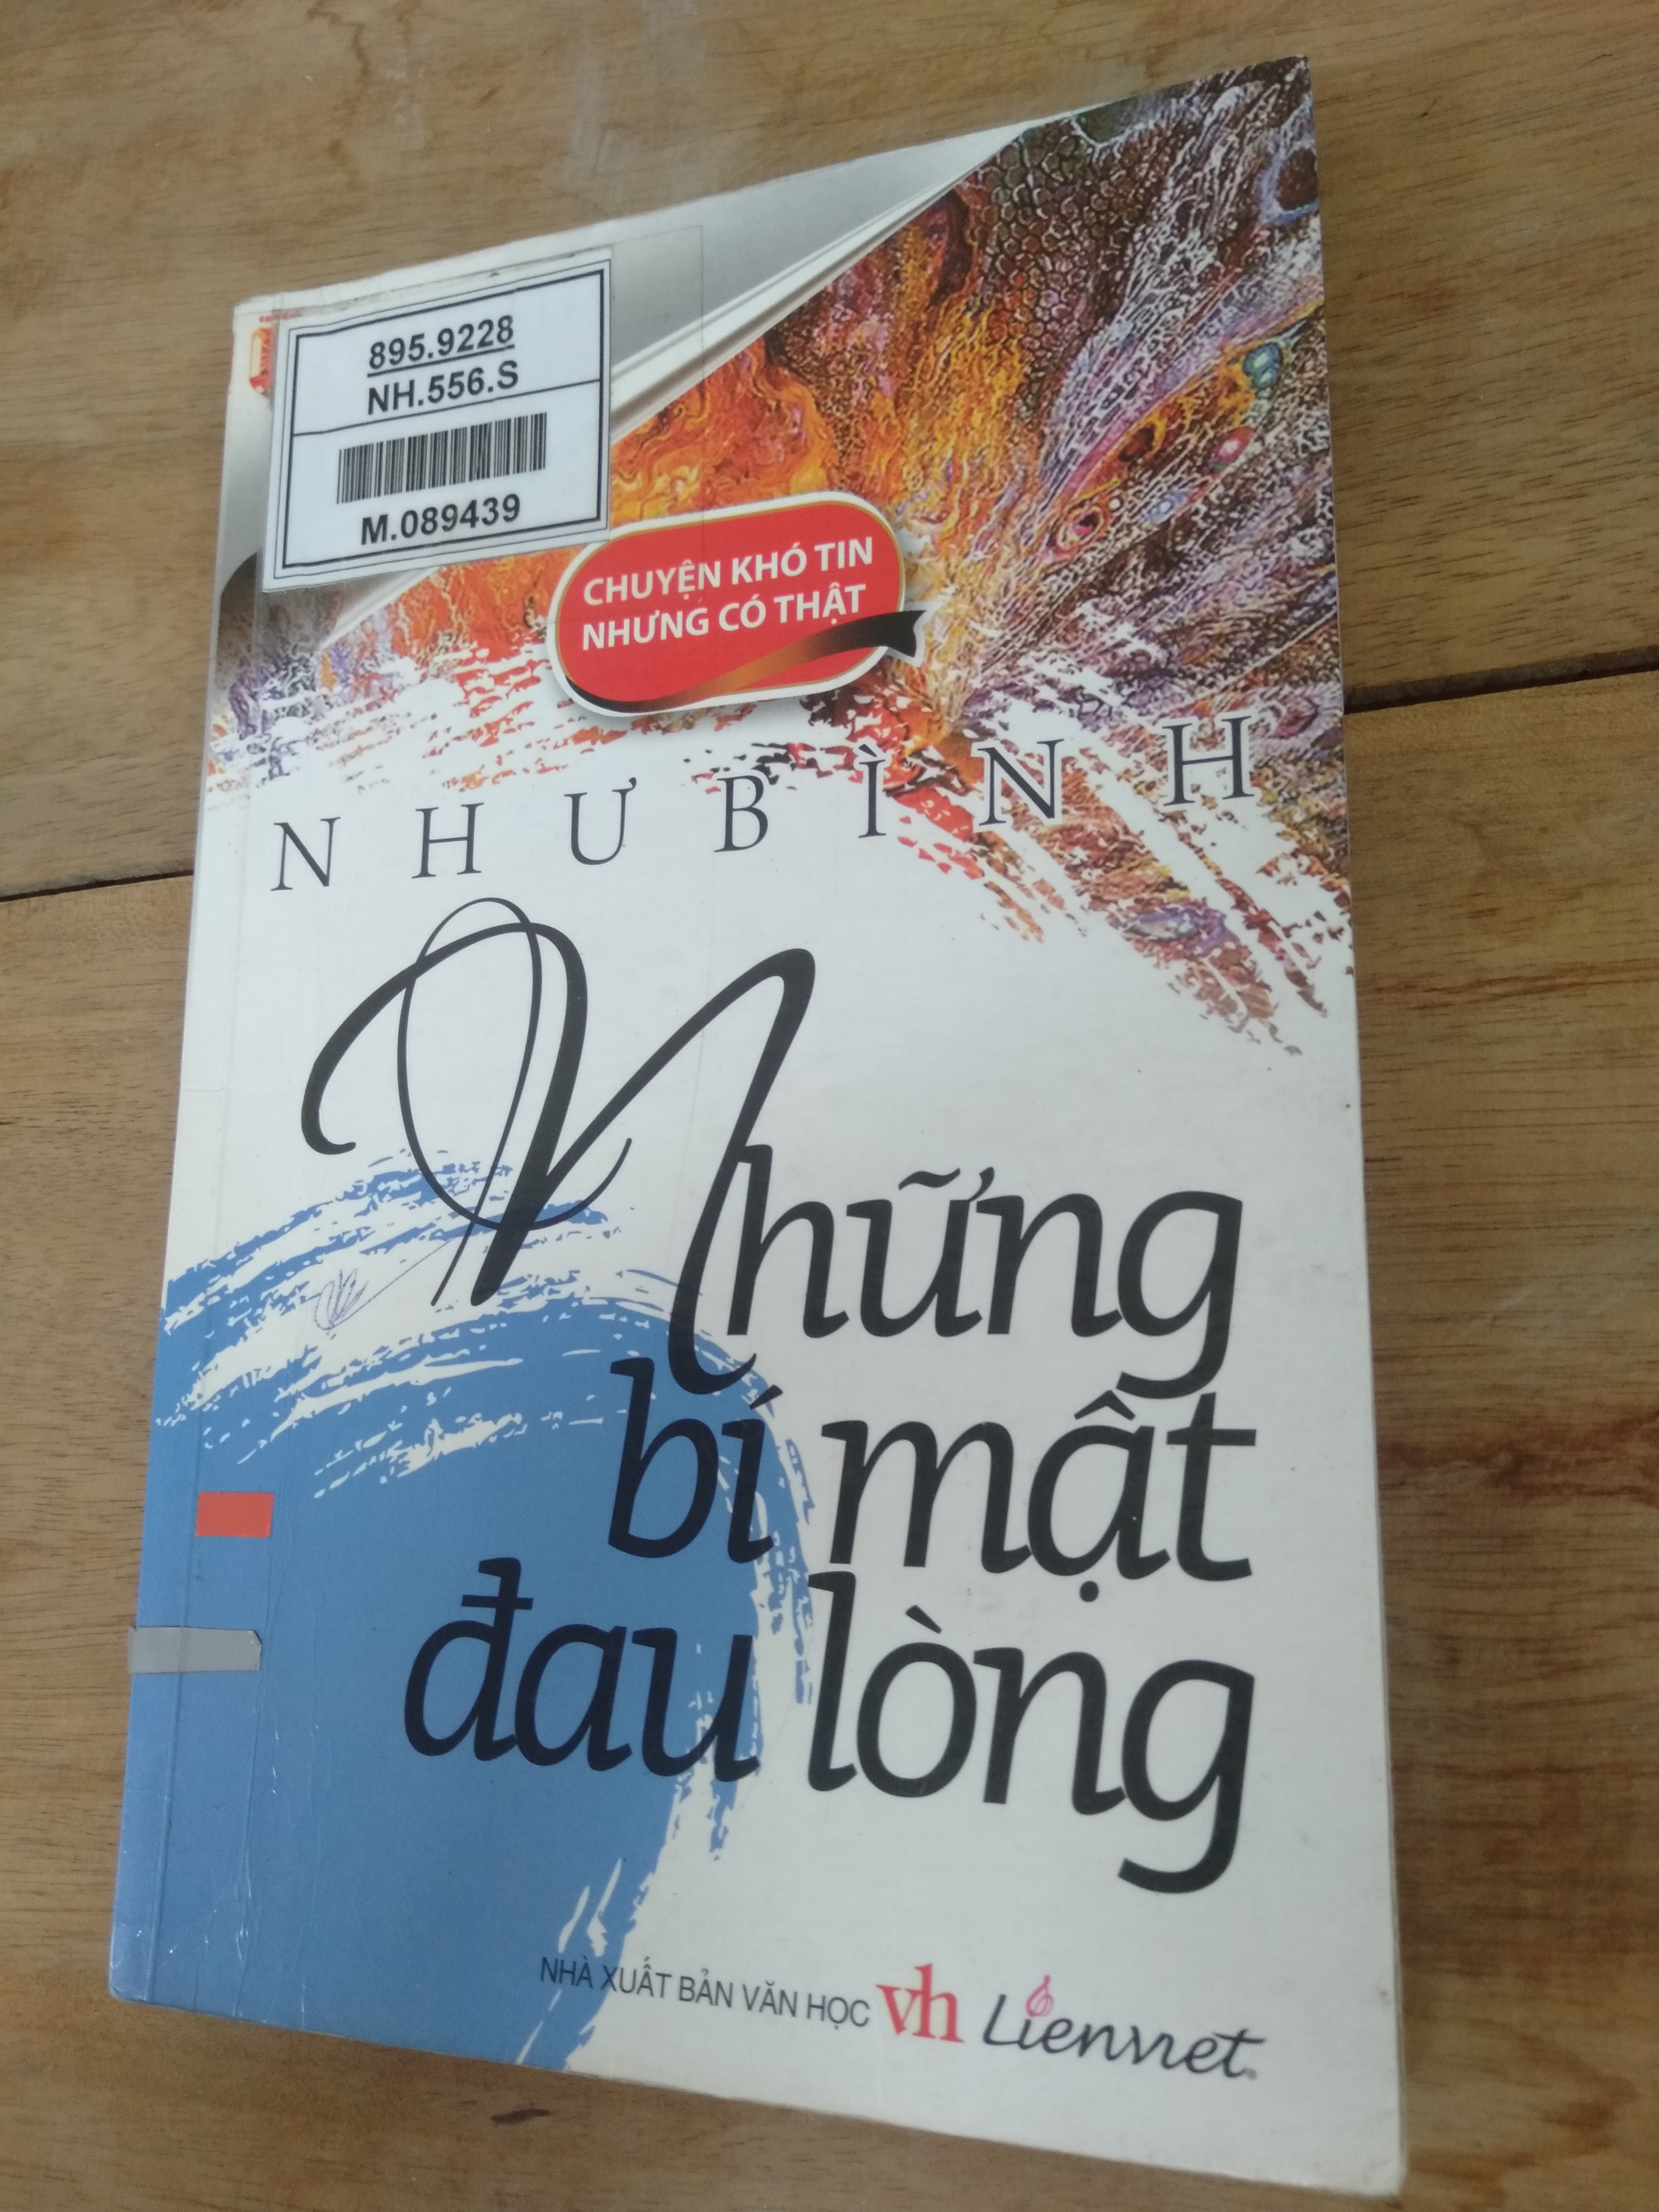 895.9228
NH.556.S
M.089439
CHUYỆN KHÓ TIN
NHƯNG CÓ THẬT
NHƯ BÌNH
Những
bí mật
đau lòng
NHÀ XUẤT BẢN VĂN HỌC vh Lienviet